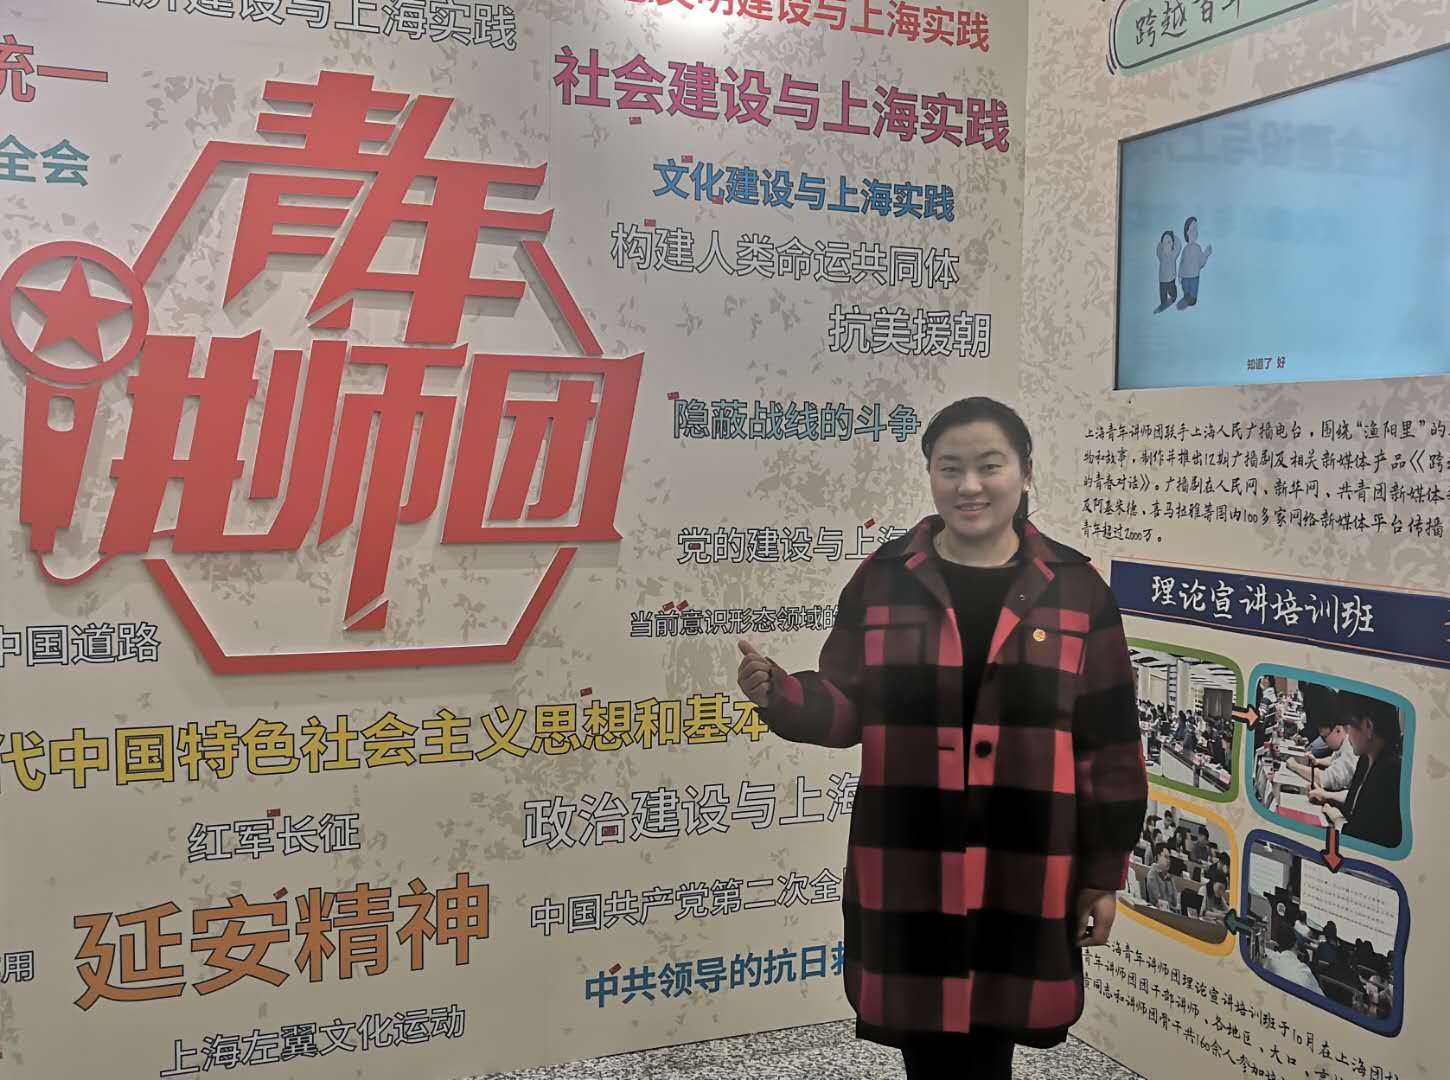 建设与上海实践
建设与上海实践
统一
社会建设与上海实践
全会
文化建设与上海实践
青年
讲师团
构建人类命运共同体
抗美援朝
隐蔽战线的斗争
党的建设与上海
当前意识形态领域的
中国道路
代中国特色社会主义思想和基本
红军长征
政治建设与上海
延安精神
中国共产党第二次全
用
中共领导的抗日救
上海左翼文化运动
跨越百年
知道了 好
上海青年讲师团联手上海人民广播电台，围绕“渔阳里”的
物和故事，制作并推出12期广播剧及相关新媒体产品《跨越
的青春对话》。广播剧在人民网、新华网、共青团新媒体
及阿基米德、喜马拉雅等国内100多家网络新媒体平台传播
青年超过2000万。
理论宣讲培训班
海青年讲师团理论宣讲培训班于10月在上海团校
青年讲师团团干部讲师、各地区、大口、高校
责同志和讲师团骨干共160余人参加培